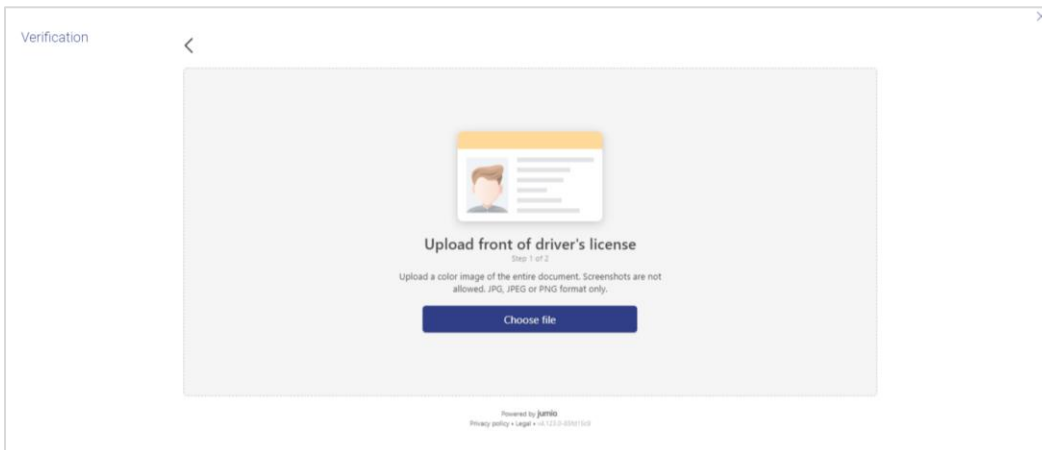 Verification
Upload front of driver's license
Step 1 of 2
Upload a color image of the entire document. Screenshots are not
allowed. JPG, JPEG or PNG format only.
Choose file
Powered by jumio
Privacy policy • Legal •